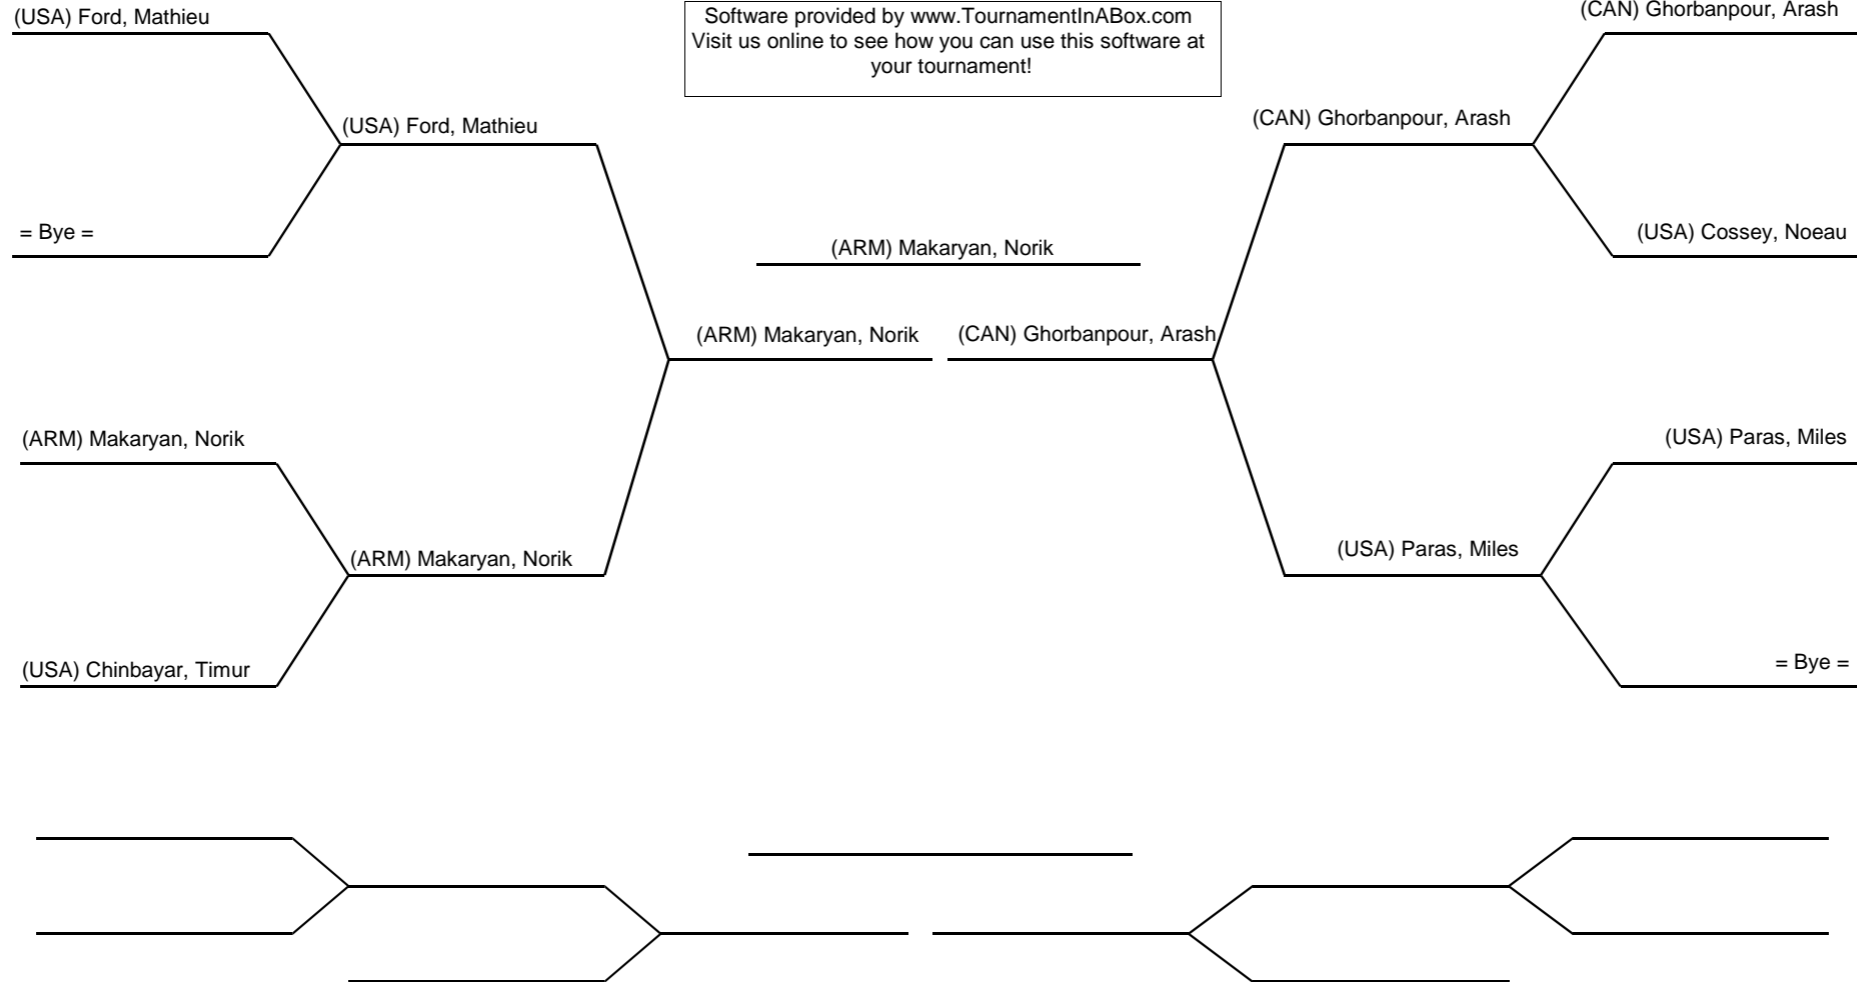 (USA) Ford, Mathieu
Software provided by www.TournamentInABox.com
Visit us online to see how you can use this software at
your tournament!
(CAN) Ghorbanpour, Arash
(USA) Ford, Mathieu
(CAN) Ghorbanpour, Arash
= Bye =
(ARM) Makaryan, Norik
(USA) Cossey, Noeau
(ARM) Makaryan, Norik
(CAN) Ghorbanpour, Arash
(ARM) Makaryan, Norik
(USA) Paras, Miles
(ARM) Makaryan, Norik
(USA) Paras, Miles
(USA) Chinbayar, Timur
= Bye =